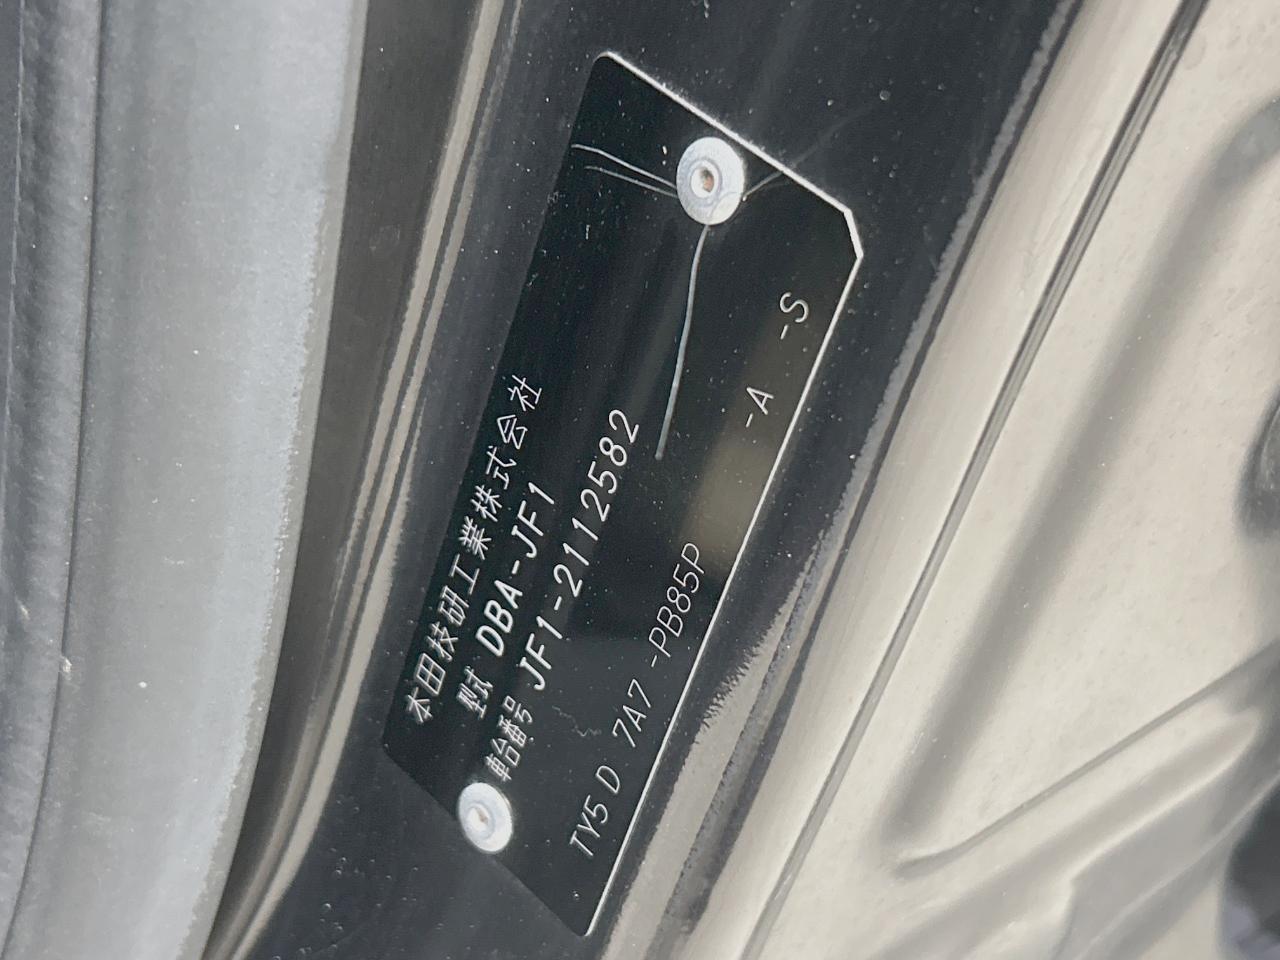 本田技研工業株式会社
型式 DBA-JF1
車台番号 JF1-2112582
TY5 D 7A7 -PB85P -A -S